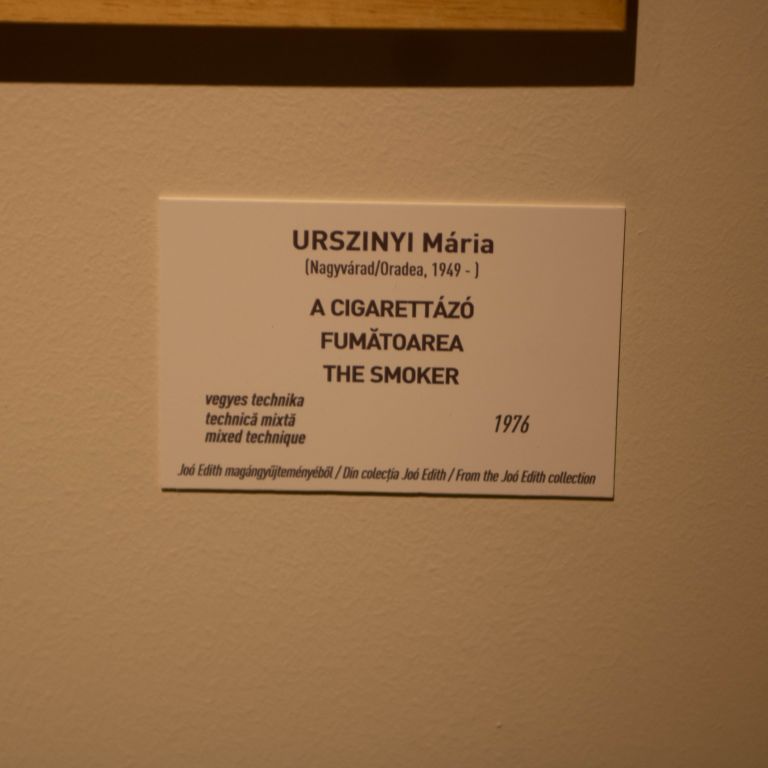 URSZINYI Mária
(Nagyvárad/Oradea, 1949 - )
A CIGARETTÁZÓ
FUMĂTOAREA
THE SMOKER
vegyes technika
technică mixtă
mixed technique
1976
Joó Edith magángyűjteményéből / Din colecția Joó Edith / From the Joó Edith collection